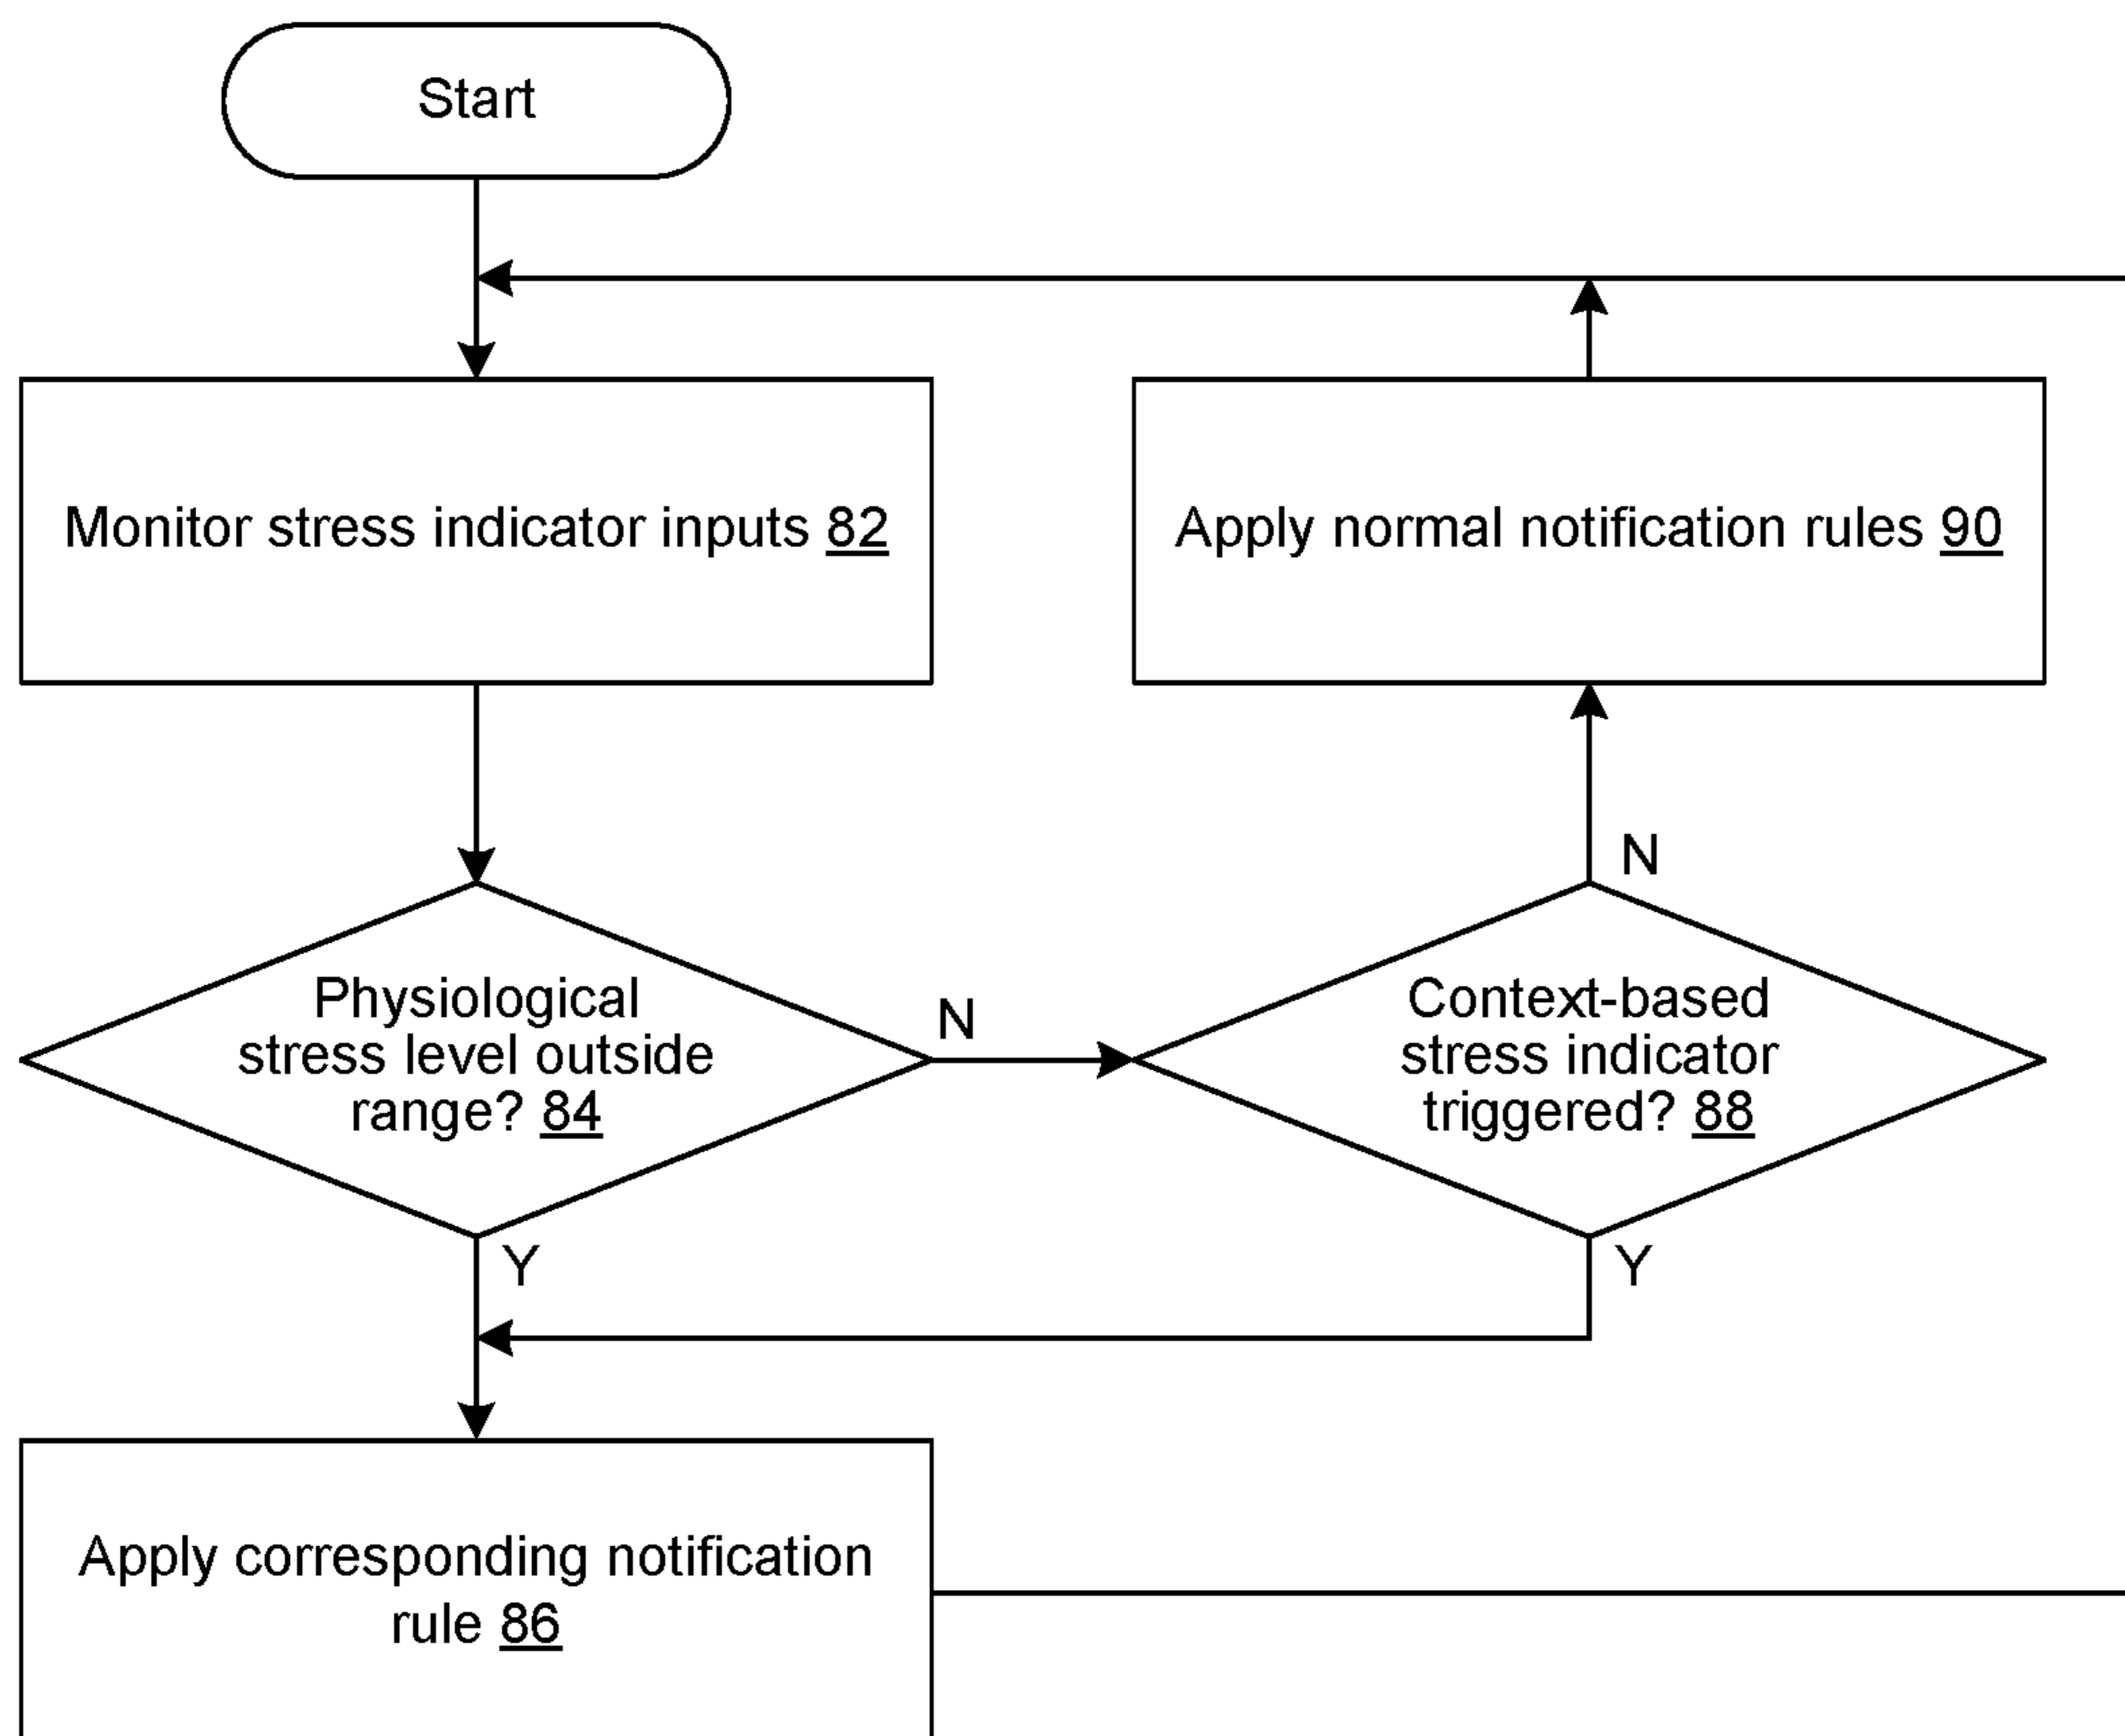 Start
Monitor stress indicator inputs 82
Apply normal notification rules 90
N
Physiological
stress level outside
range? 84
N
Context-based
stress indicator
triggered? 88
Y
Y
Apply corresponding notification
rule 86